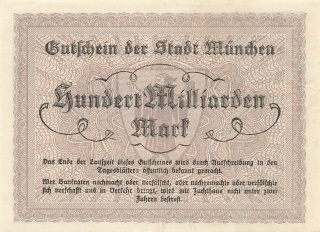 Gutschein der Stadt München
Hundert Milliarden
Mark
Das Ende der Laufzeit dieses Gutscheines wird durch Ausschreibung in den
Tagesblättern öffentlich bekannt gemacht.
Wer Banknoten nachmacht oder verfälscht, oder nachgemachte oder verfälschte
sich verschafft und in Verkehr bringt, wird mit Zuchthaus nicht unter zwei
Jahren bestraft.